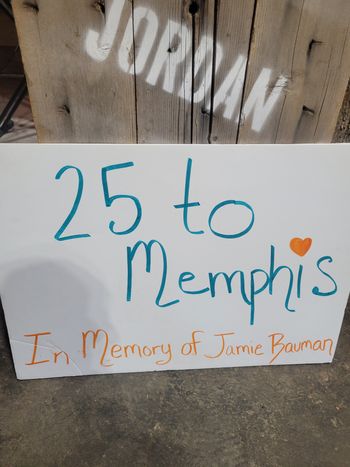 JORDAN
25 to
Memphis
In Memory of Jamie Bauman